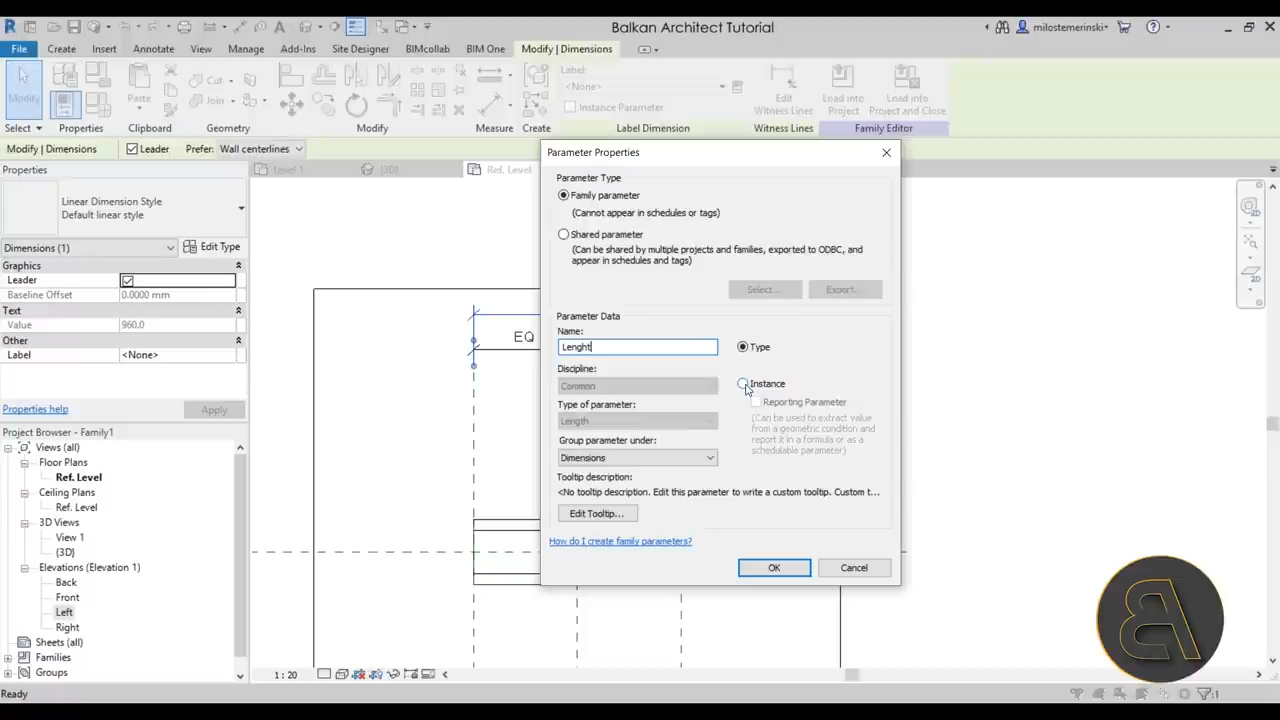 Balkan Architect Tutorial
milostemerinski
File Create Insert Annotate View Manage Add-Ins Site Designer BIMcollab BIM One Modify | Dimensions
Modify
Paste
Cut
Join
Label:
<None>
Instance Parameter
Edit
Witness Lines
Load into
Project
Load into
Project and Close
Select Properties Clipboard Geometry Modify Measure Create Label Dimension Witness Lines Family Editor
Modify | Dimensions Leader Prefer: Wall centerlines
Properties
Linear Dimension Style
Default linear style
Dimensions (1) Edit Type
Graphics
Leader
Baseline Offset 0.0000 mm
Text
Value 960.0
Other
Label <None>
Properties help Apply
Project Browser - Family1
Views (all)
Floor Plans
Ref. Level
Ceiling Plans
Ref. Level
3D Views
View 1
{3D}
Elevations (Elevation 1)
Back
Front
Left
Right
Sheets (all)
Families
Groups
Level 1 {3D} Ref. Level
EQ
Parameter Properties
Parameter Type
Family parameter
(Cannot appear in schedules or tags)
Shared parameter
(Can be shared by multiple projects and families, exported to ODBC, and
appear in schedules and tags)
Select... Export...
Parameter Data
Name:
Lenght
Type
Discipline:
Common
Instance
Reporting Parameter
(Can be used to extract value
from a geometric condition and
report it in a formula or as a
schedulable parameter)
Type of parameter:
Length
Group parameter under:
Dimensions
Tooltip description:
<No tooltip description. Edit this parameter to write a custom tooltip. Custom t...
Edit Tooltip...
How do I create family parameters?
OK Cancel
1 : 20
Ready
:1